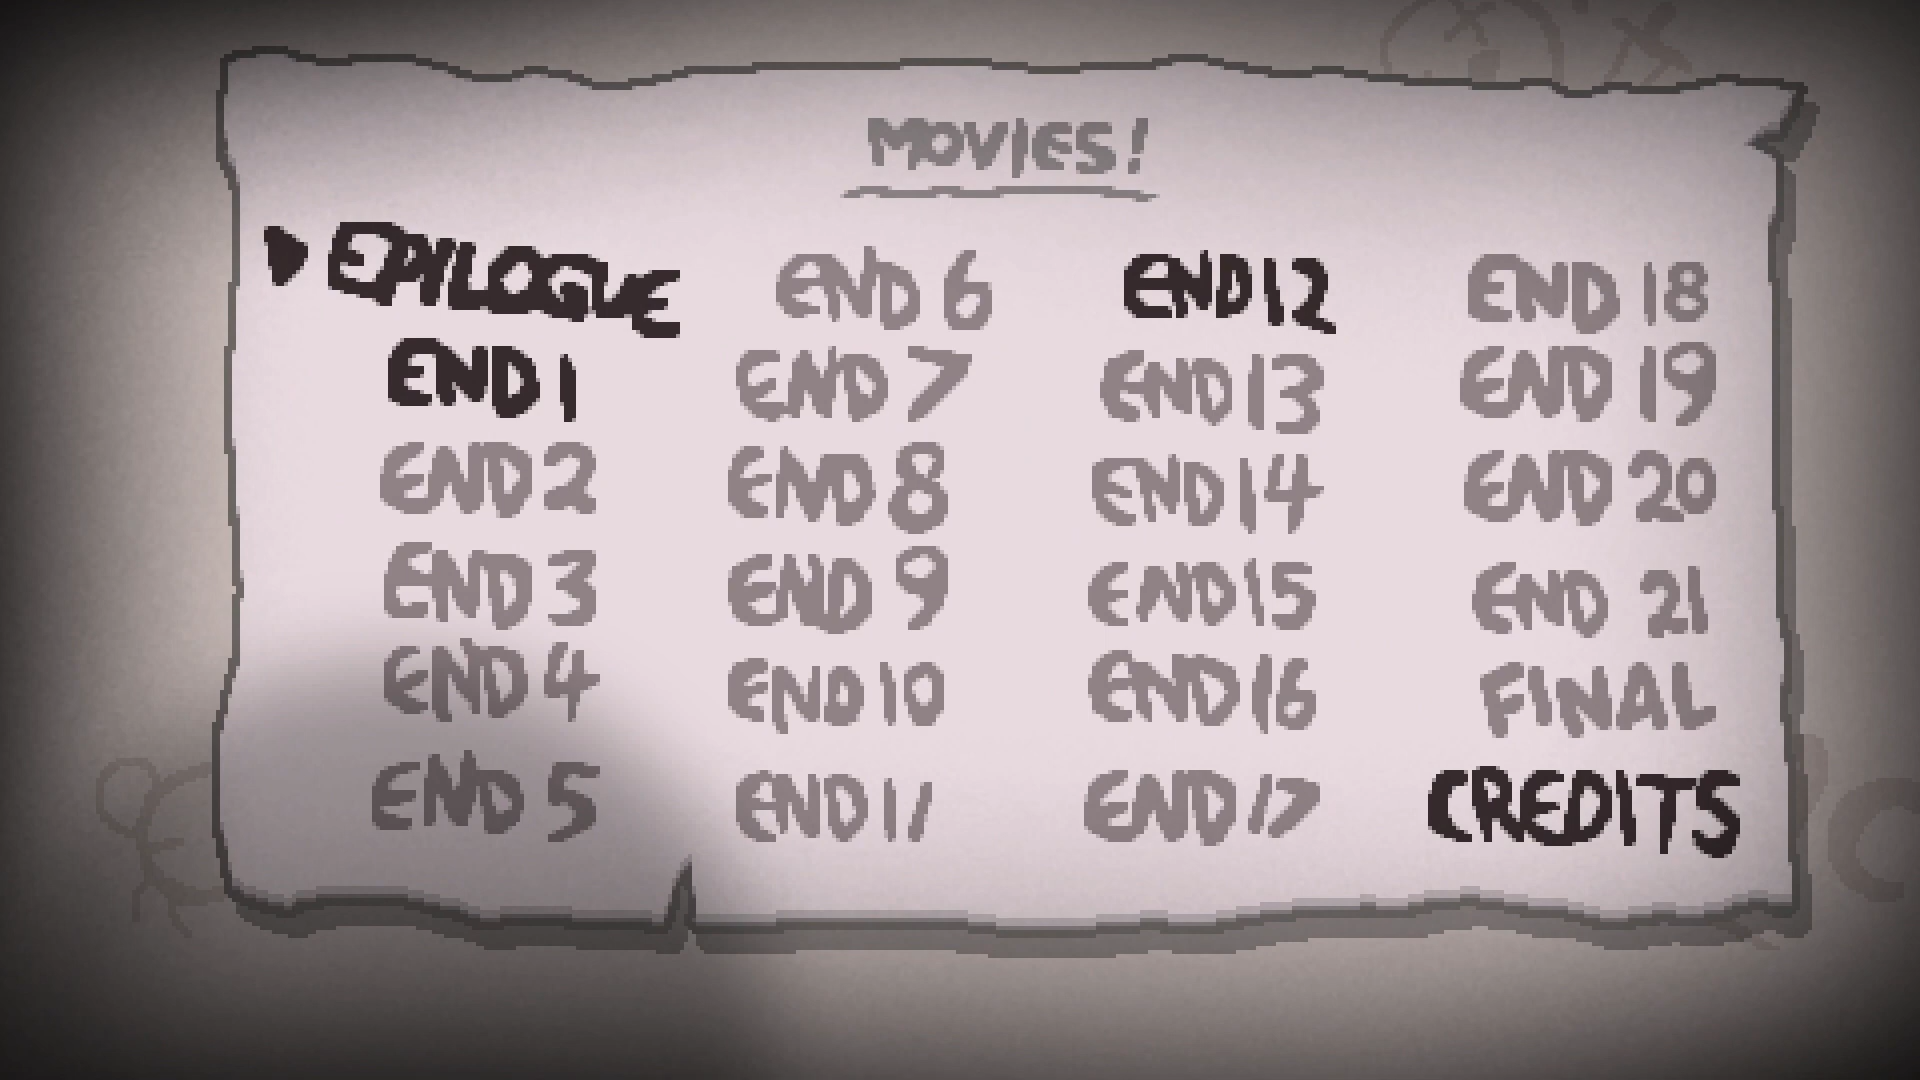 MOVIES!
EPILOGUE
END 1
END 2
END 3
END 4
END 5
END 6
END 7
END 8
END 9
END 10
END 11
END 12
END 13
END 14
END 15
END 16
END 17
END 18
END 19
END 20
END 21
FINAL
CREDITS